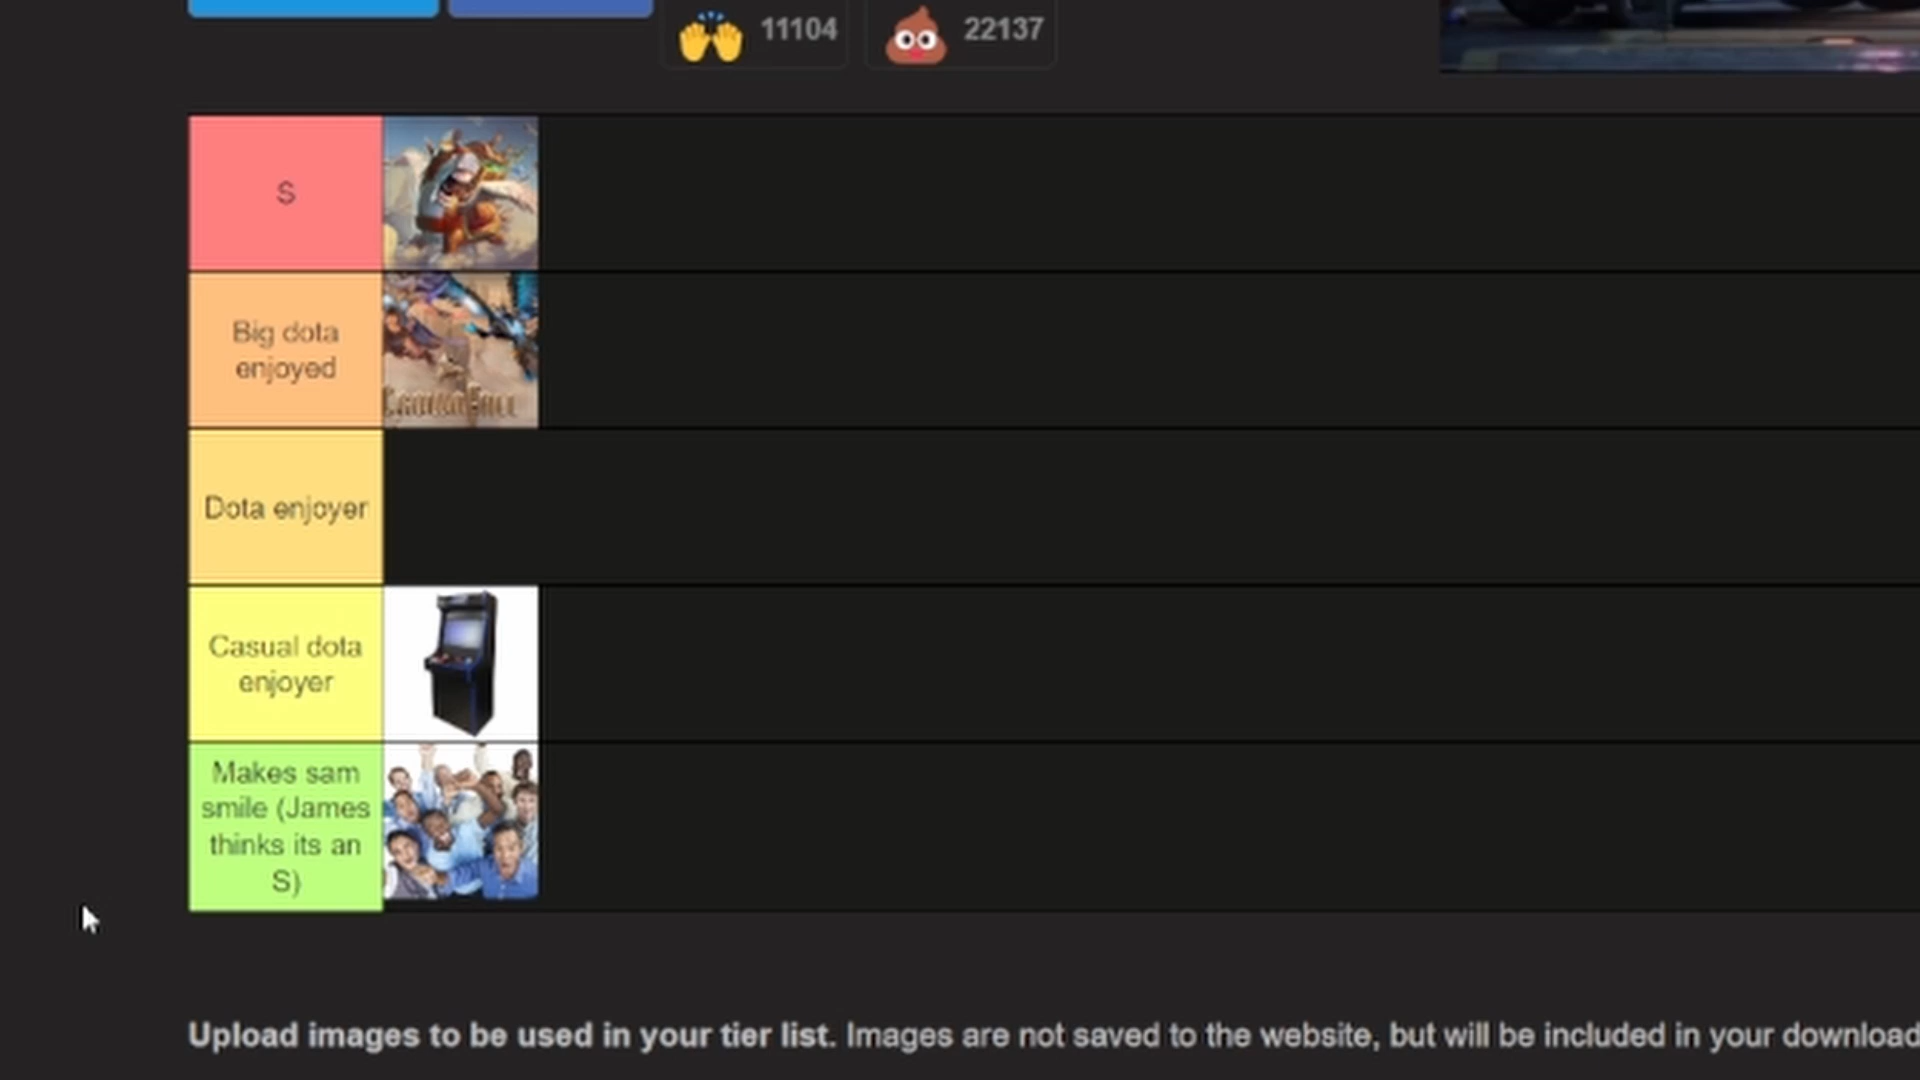 11104
22137
S
Big dota
enjoyed
CROWNFALL
Dota enjoyer
Casual dota
enjoyer
Makes sam
smile (James
thinks its an
S)
Upload images to be used in your tier list. Images are not saved to the website, but will be included in your download